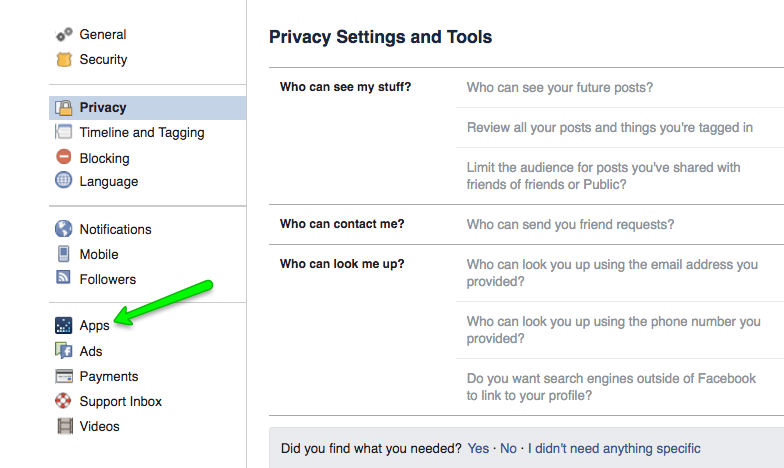 General
Security
Privacy
Timeline and Tagging
Blocking
Language
Notifications
Mobile
Followers
Apps
Ads
Payments
Support Inbox
Videos
Privacy Settings and Tools
Who can see my stuff?
Who can see your future posts?
Review all your posts and things you're tagged in
Limit the audience for posts you've shared with
friends of friends or Public?
Who can contact me?
Who can send you friend requests?
Who can look me up?
Who can look you up using the email address you
provided?
Who can look you up using the phone number you
provided?
Do you want search engines outside of Facebook
to link to your profile?
Did you find what you needed? Yes · No · I didn't need anything specific